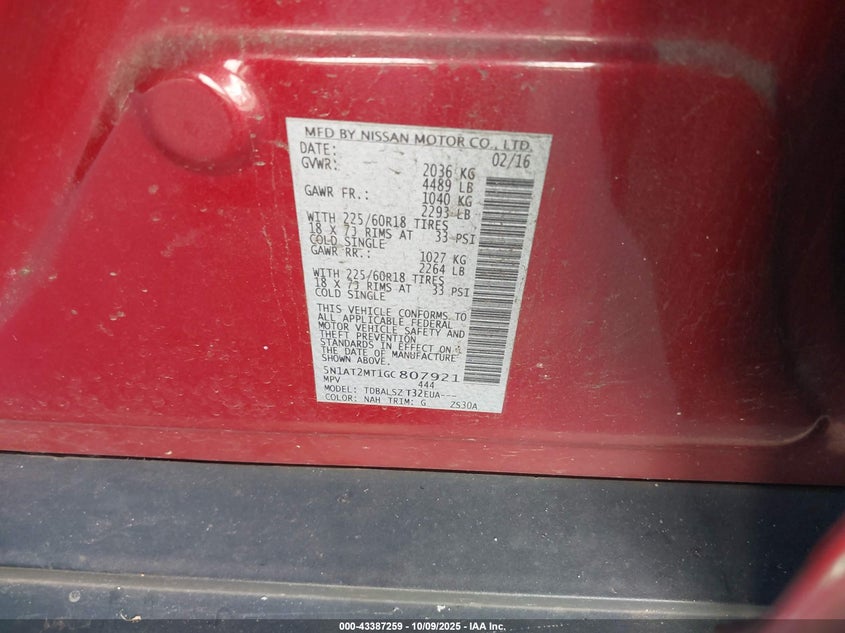 MFD BY NISSAN MOTOR CO., LTD.
DATE: 02/16
GVWR: 2036 KG
4489 LB
GAWR FR.: 1040 KG
2293 LB
WITH 225/60R18 TIRES
18 X 7J RIMS AT 33 PSI
COLD SINGLE
GAWR RR.: 1027 KG
2264 LB
WITH 225/60R18 TIRES
18 X 7J RIMS AT 33 PSI
COLD SINGLE
THIS VEHICLE CONFORMS TO
ALL APPLICABLE FEDERAL
MOTOR VEHICLE SAFETY AND
THEFT PREVENTION
STANDARDS IN EFFECT ON
THE DATE OF MANUFACTURE
SHOWN ABOVE.
5N1AT2MT1GC807921
MPV 444
MODEL: TDBALSZ T32EUA---
COLOR: NAH TRIM: G 2S30A
000-43387259 - 10/09/2025 - IAA Inc.